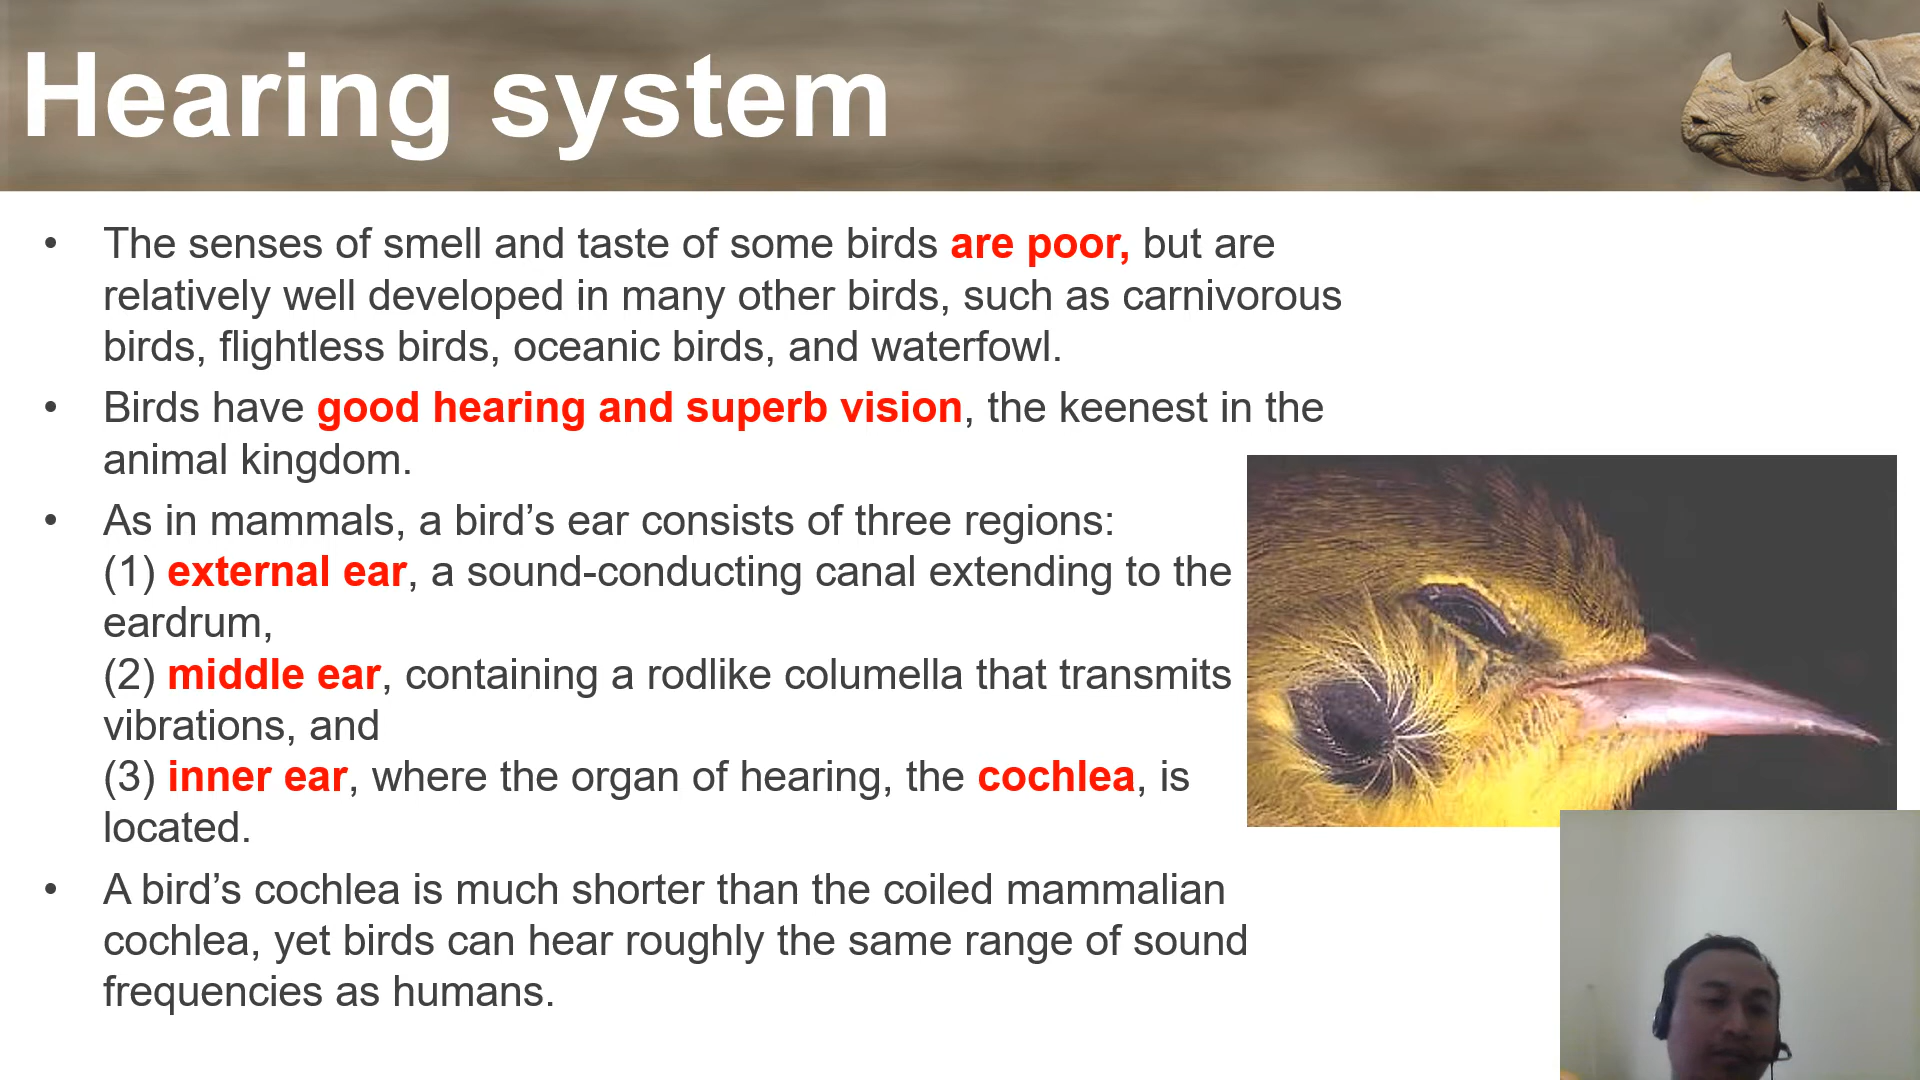 Hearing system
• The senses of smell and taste of some birds are poor, but are
relatively well developed in many other birds, such as carnivorous
birds, flightless birds, oceanic birds, and waterfowl.
• Birds have good hearing and superb vision, the keenest in the
animal kingdom.
• As in mammals, a bird’s ear consists of three regions:
(1) external ear, a sound-conducting canal extending to the
eardrum,
(2) middle ear, containing a rodlike columella that transmits
vibrations, and
(3) inner ear, where the organ of hearing, the cochlea, is
located.
• A bird’s cochlea is much shorter than the coiled mammalian
cochlea, yet birds can hear roughly the same range of sound
frequencies as humans.